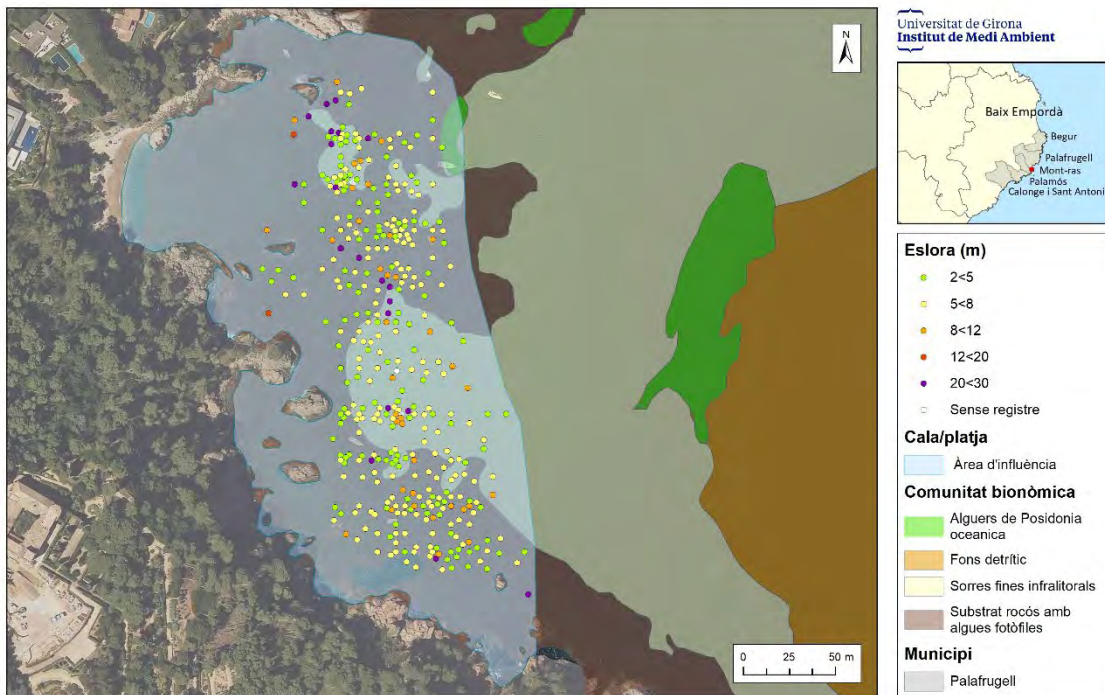 N
0 25 50 m
Universitat de Girona
Institut de Medi Ambient
Baix Empordà
Begur
Palafrugell
Mont-ras
Palamós
Calonge i Sant Antoni
Eslora (m)
2<5
5<8
8<12
12<20
20<30
Sense registre
Cala/platja
Àrea d'influència
Comunitat bionòmica
Alguers de Posidonia
oceanica
Fons detrític
Sorres fines infralitorals
Substrat rocós amb
algues fotòfiles
Municipi
Palafrugell